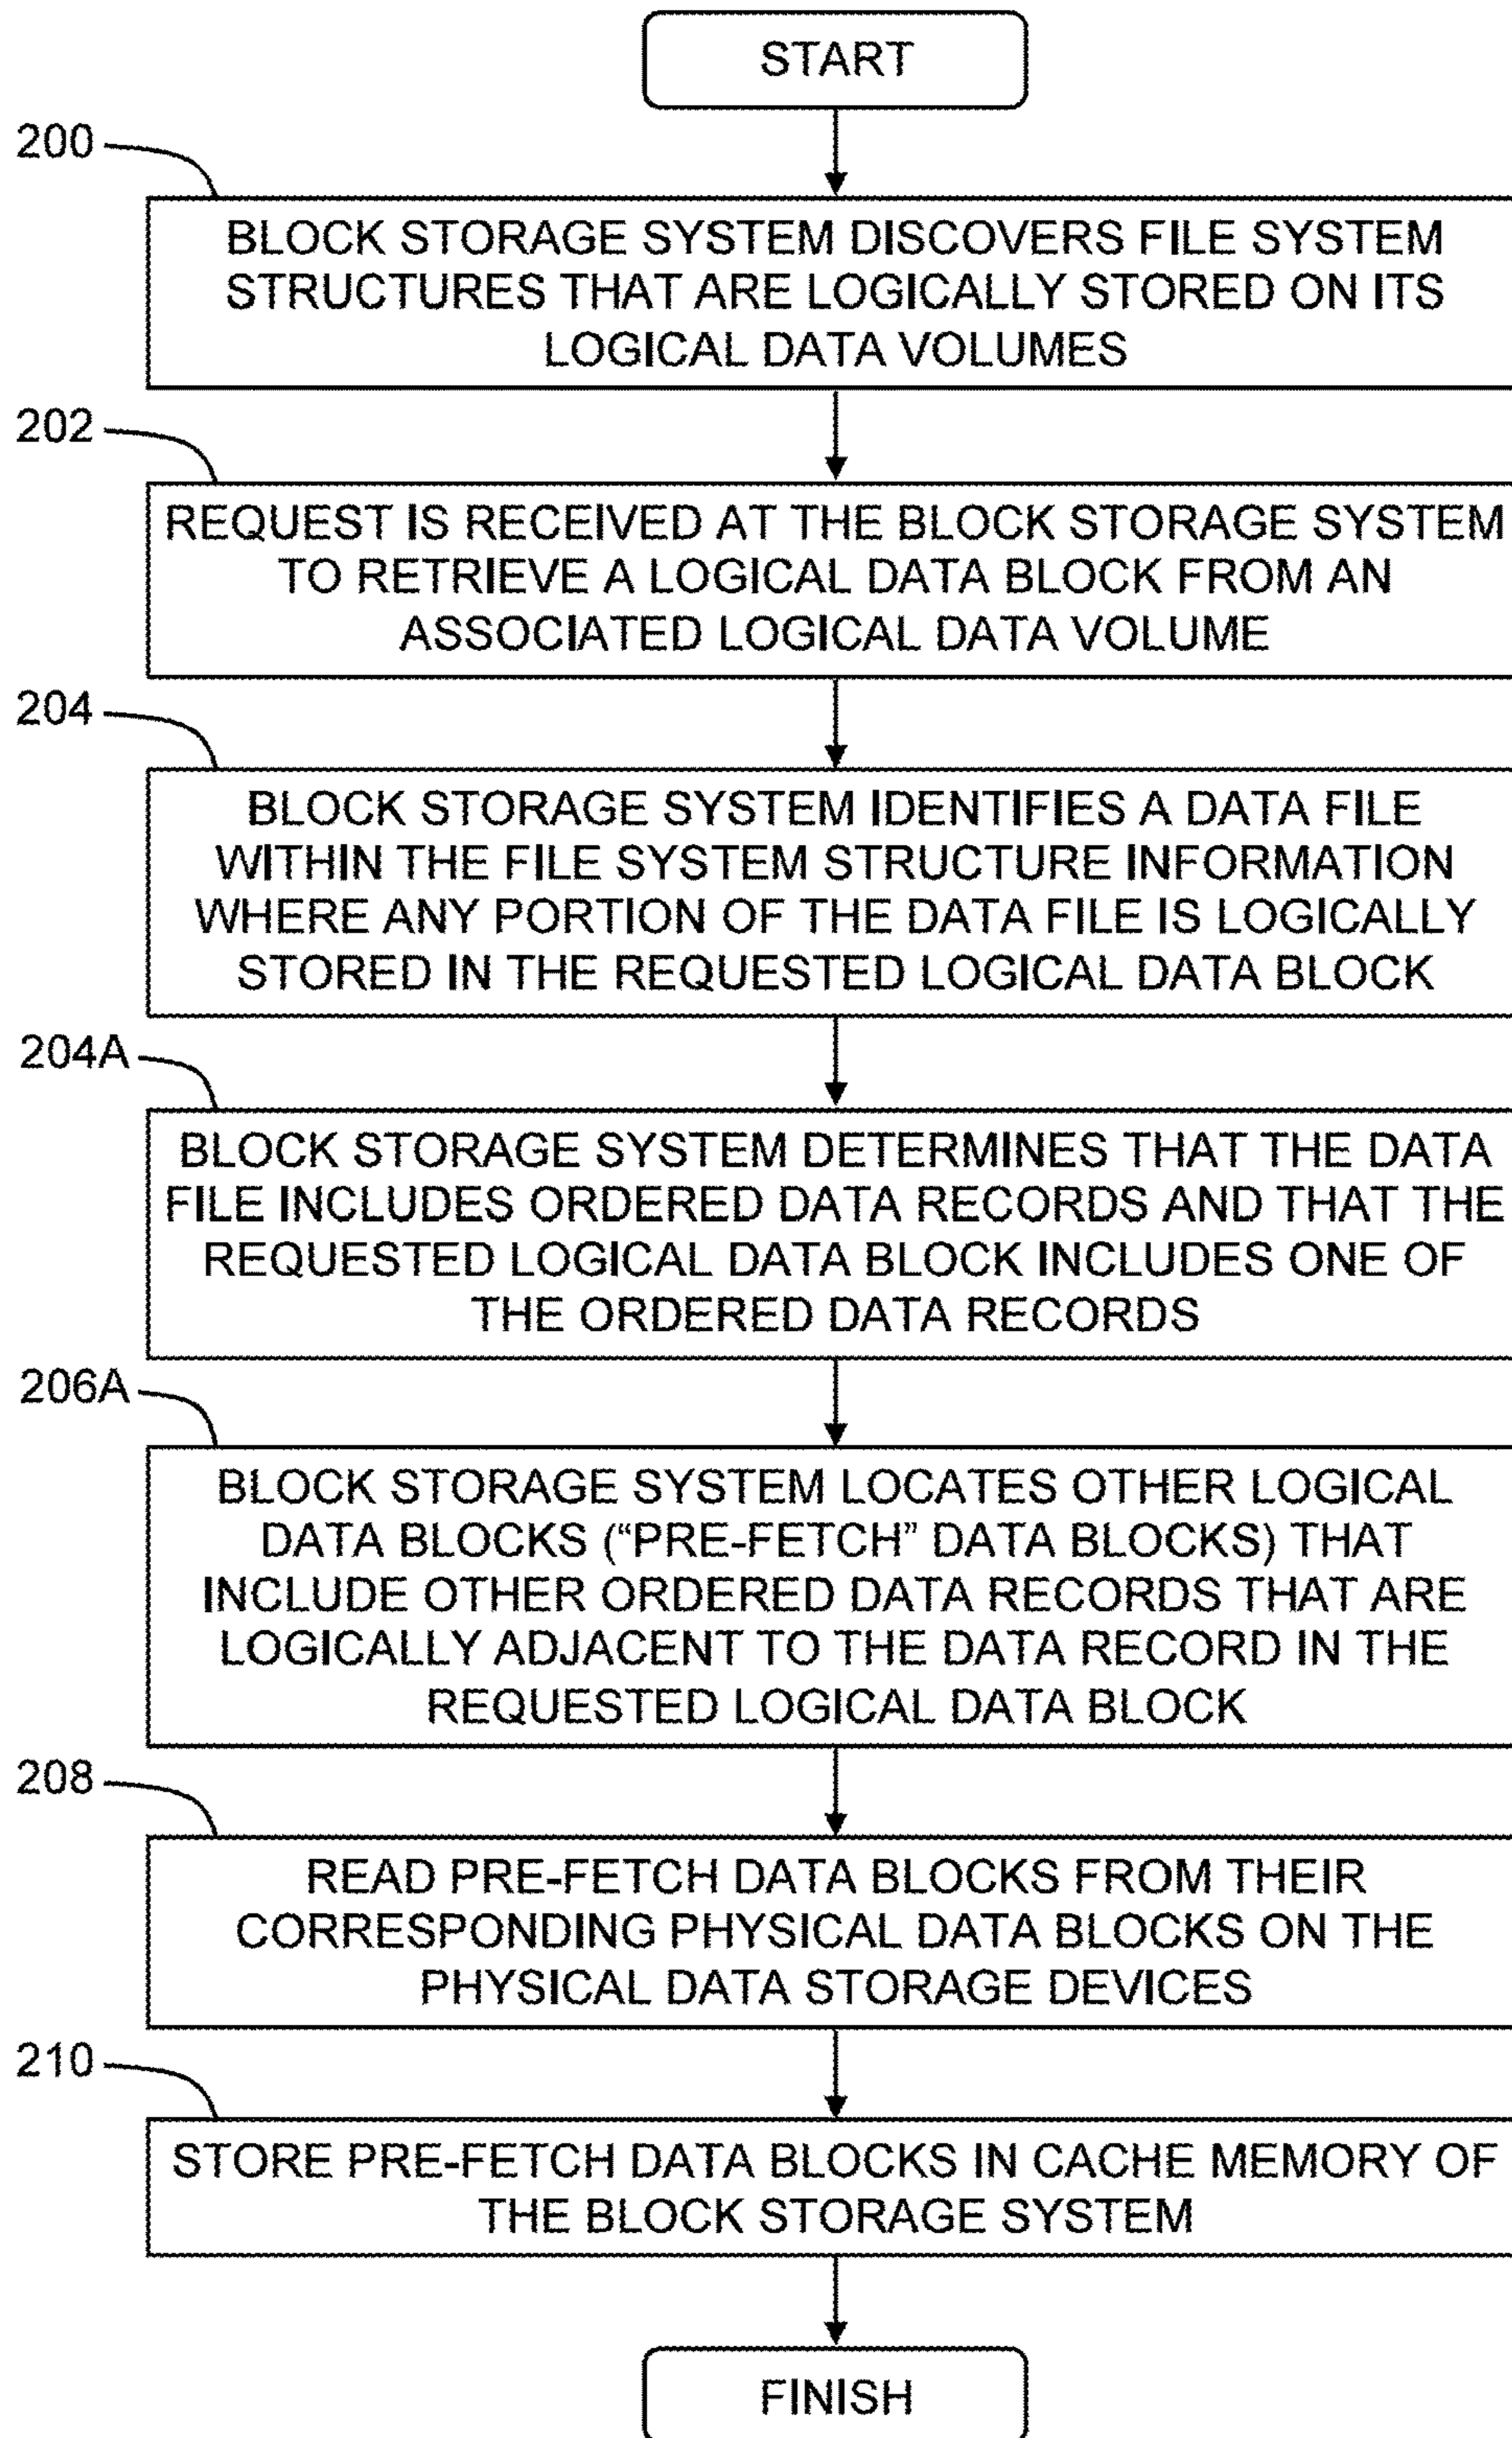 START
200
BLOCK STORAGE SYSTEM DISCOVERS FILE SYSTEM
STRUCTURES THAT ARE LOGICALLY STORED ON ITS
LOGICAL DATA VOLUMES
202
REQUEST IS RECEIVED AT THE BLOCK STORAGE SYSTEM
TO RETRIEVE A LOGICAL DATA BLOCK FROM AN
ASSOCIATED LOGICAL DATA VOLUME
204
BLOCK STORAGE SYSTEM IDENTIFIES A DATA FILE
WITHIN THE FILE SYSTEM STRUCTURE INFORMATION
WHERE ANY PORTION OF THE DATA FILE IS LOGICALLY
STORED IN THE REQUESTED LOGICAL DATA BLOCK
204A
BLOCK STORAGE SYSTEM DETERMINES THAT THE DATA
FILE INCLUDES ORDERED DATA RECORDS AND THAT THE
REQUESTED LOGICAL DATA BLOCK INCLUDES ONE OF
THE ORDERED DATA RECORDS
206A
BLOCK STORAGE SYSTEM LOCATES OTHER LOGICAL
DATA BLOCKS (“PRE-FETCH” DATA BLOCKS) THAT
INCLUDE OTHER ORDERED DATA RECORDS THAT ARE
LOGICALLY ADJACENT TO THE DATA RECORD IN THE
REQUESTED LOGICAL DATA BLOCK
208
READ PRE-FETCH DATA BLOCKS FROM THEIR
CORRESPONDING PHYSICAL DATA BLOCKS ON THE
PHYSICAL DATA STORAGE DEVICES
210
STORE PRE-FETCH DATA BLOCKS IN CACHE MEMORY OF
THE BLOCK STORAGE SYSTEM
FINISH